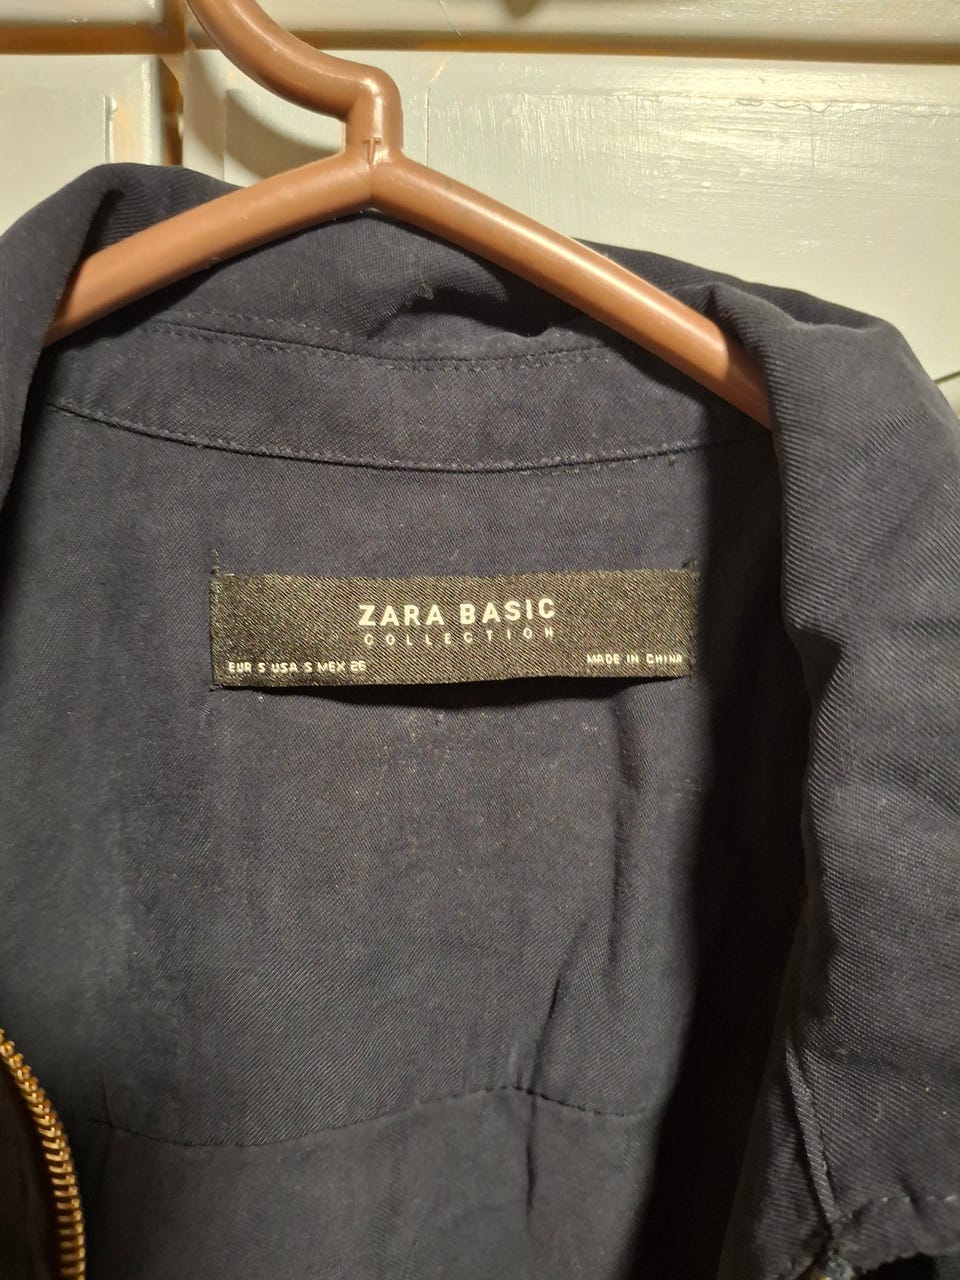 ZARA BASIC
COLLECTION
EUR S USA S MEX 26 MADE IN CHINA